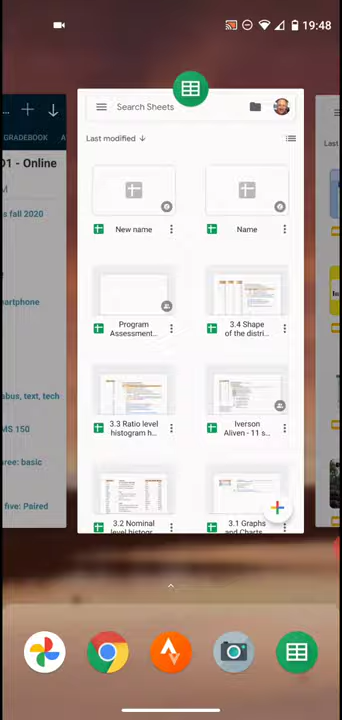 19:48
Search Sheets
Last modified
New name
Name
Program
Assessment...
3.4 Shape
of the distri...
3.3 Ratio level
histogram h...
Iverson
Aliven - 11 s...
3.2 Nominal
level histogr...
3.1 Graphs
and Charts
GRADEBOOK
A
01 - Online
M
s fall 2020
martphone
abus, text, tech
MS 150
uree: basic
five: Paired
Last